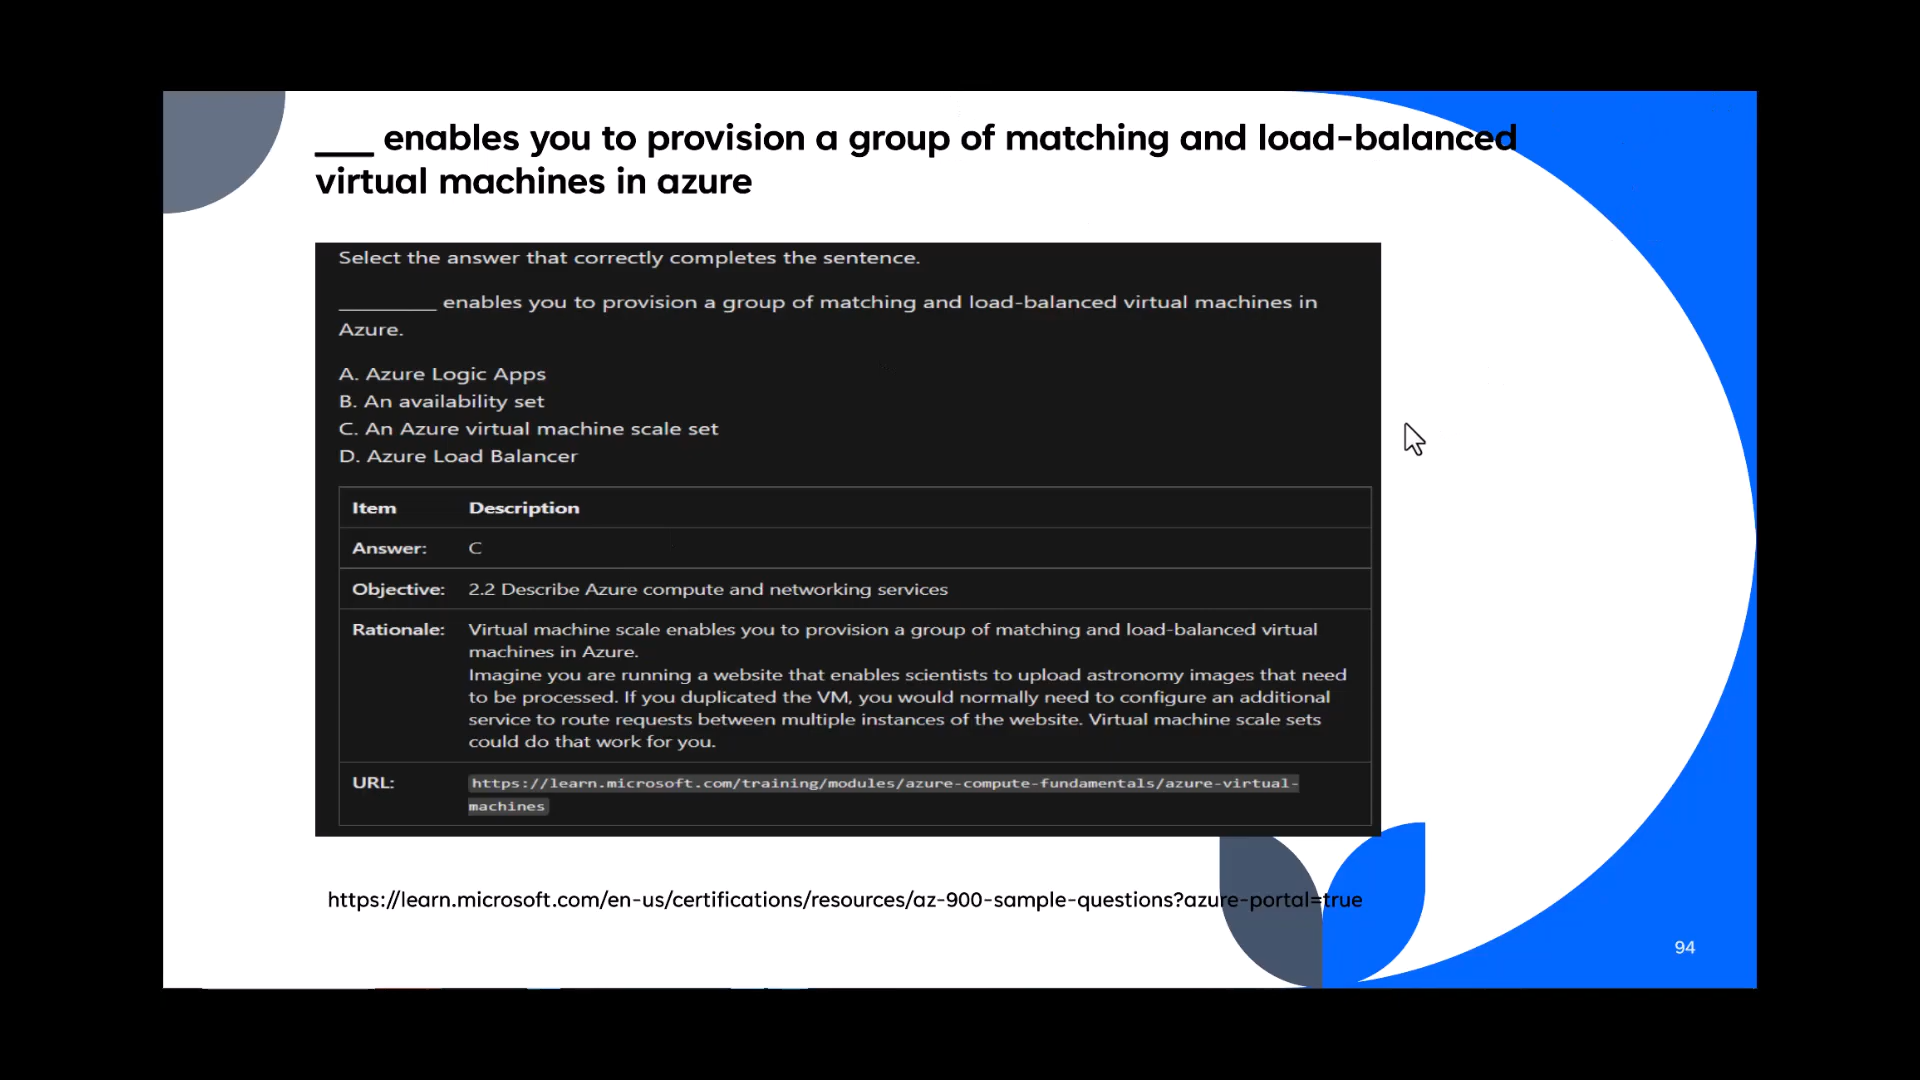 ___ enables you to provision a group of matching and load-balanced
virtual machines in azure
Select the answer that correctly completes the sentence.
_________ enables you to provision a group of matching and load-balanced virtual machines in
Azure.
A. Azure Logic Apps
B. An availability set
C. An Azure virtual machine scale set
D. Azure Load Balancer
Item Description
Answer: C
Objective: 2.2 Describe Azure compute and networking services
Rationale: Virtual machine scale enables you to provision a group of matching and load-balanced virtual
machines in Azure.
Imagine you are running a website that enables scientists to upload astronomy images that need
to be processed. If you duplicated the VM, you would normally need to configure an additional
service to route requests between multiple instances of the website. Virtual machine scale sets
could do that work for you.
URL: https://learn.microsoft.com/training/modules/azure-compute-fundamentals/azure-virtual-
machines
https://learn.microsoft.com/en-us/certifications/resources/az-900-sample-questions?azure-portal=true
94